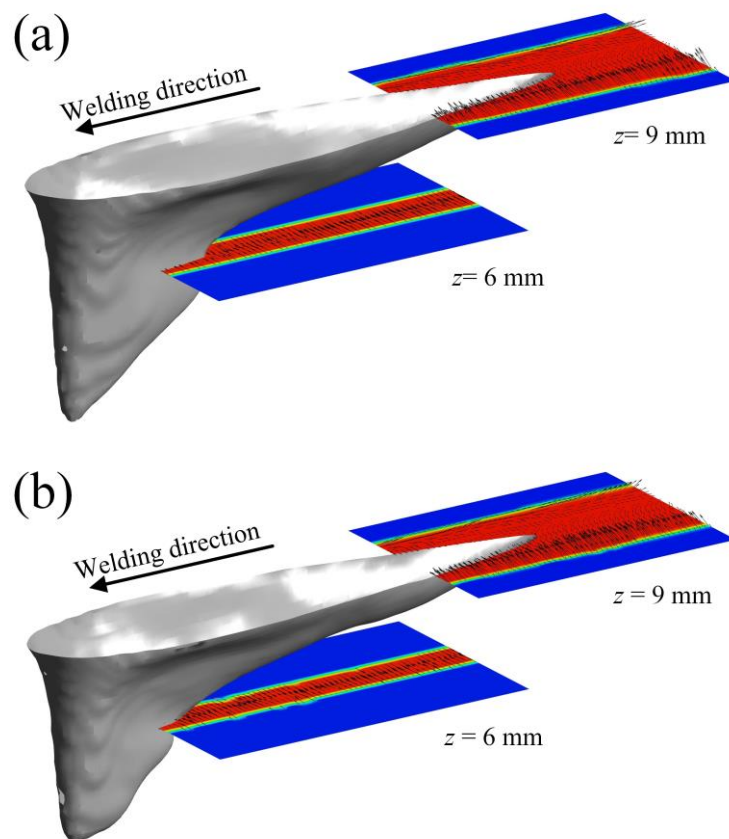 (a)
Welding direction
z= 9 mm
z= 6 mm
(b)
Welding direction
z = 9 mm
z = 6 mm